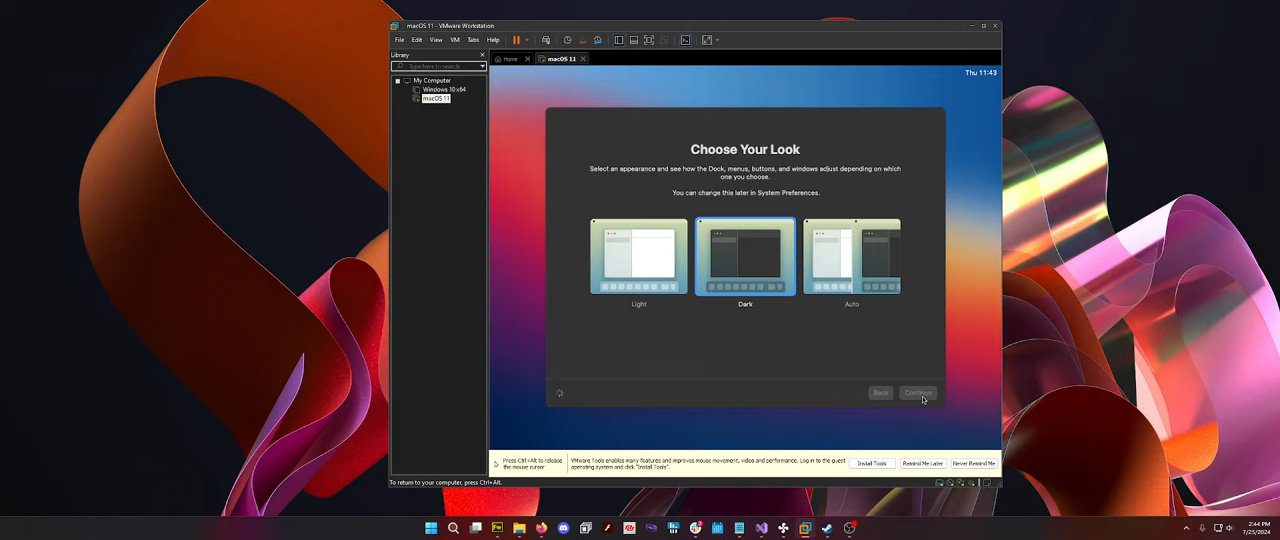 macOS 11 - VMware Workstation
File Edit View VM Tabs Help
Library
Type here to search
My Computer
Windows 10 x64
macOS 11
Home macOS 11
Thu 11:43
Choose Your Look
Select an appearance and see how the Dock, menus, buttons, and windows adjust depending on which
one you choose.
You can change this later in System Preferences.
Light Dark Auto
Back Continue
Press Ctrl+Alt to release
the mouse cursor
VMware Tools enables many features and improves mouse movement, video and performance. Log in to the guest
operating system and click "Install Tools".
Install Tools Remind Me Later Never Remind Me
To return to your computer, press Ctrl+Alt.
Fw
2:44 PM
7/25/2024